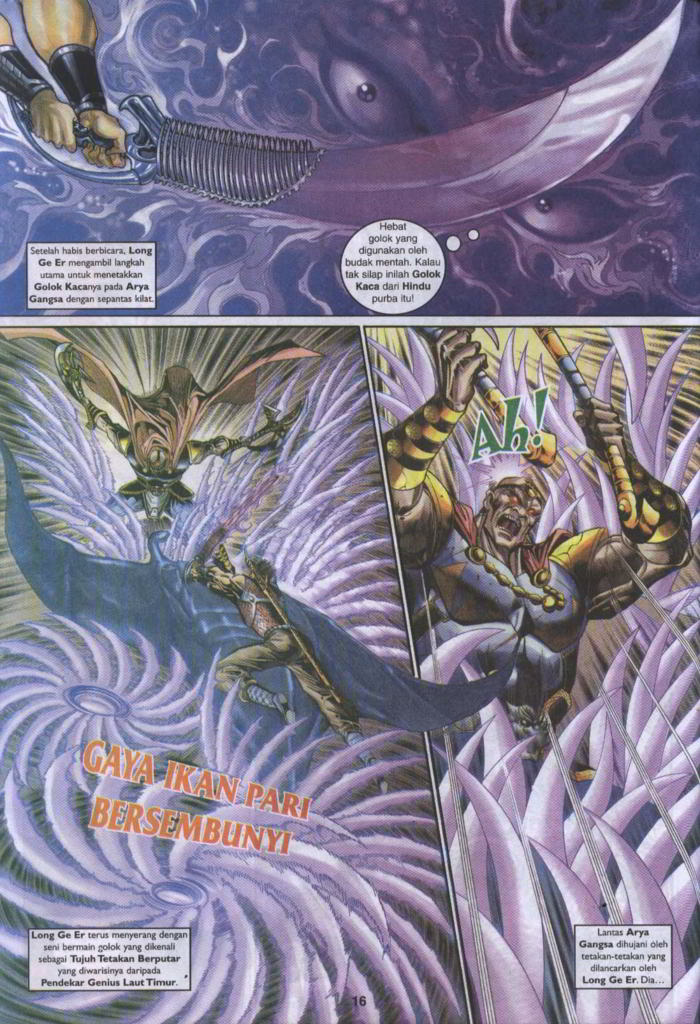 Setelah habis berbicara, Long
Ge Er mengambil langkah
utama untuk menetakkan
Golok Kacanya pada Arya
Gangsa dengan sepantas kilat.
Hebat
golok yang
digunakan oleh
budak mentah. Kalau
tak silap inilah Golok
Kaca dari Hindu
purba itu!
Ah!
GAYA IKAN PARI
BERSEMBUNYI
Long Ge Er terus menyerang dengan
seni bermain golok yang dikenali
sebagai Tujuh Tetakan Berputar
yang diwarisinya daripada
Pendekar Genius Laut Timur.
Lantas Arya
Gangsa dihujani oleh
tetakan-tetakan yang
dilancarkan oleh
Long Ge Er. Dia...
16